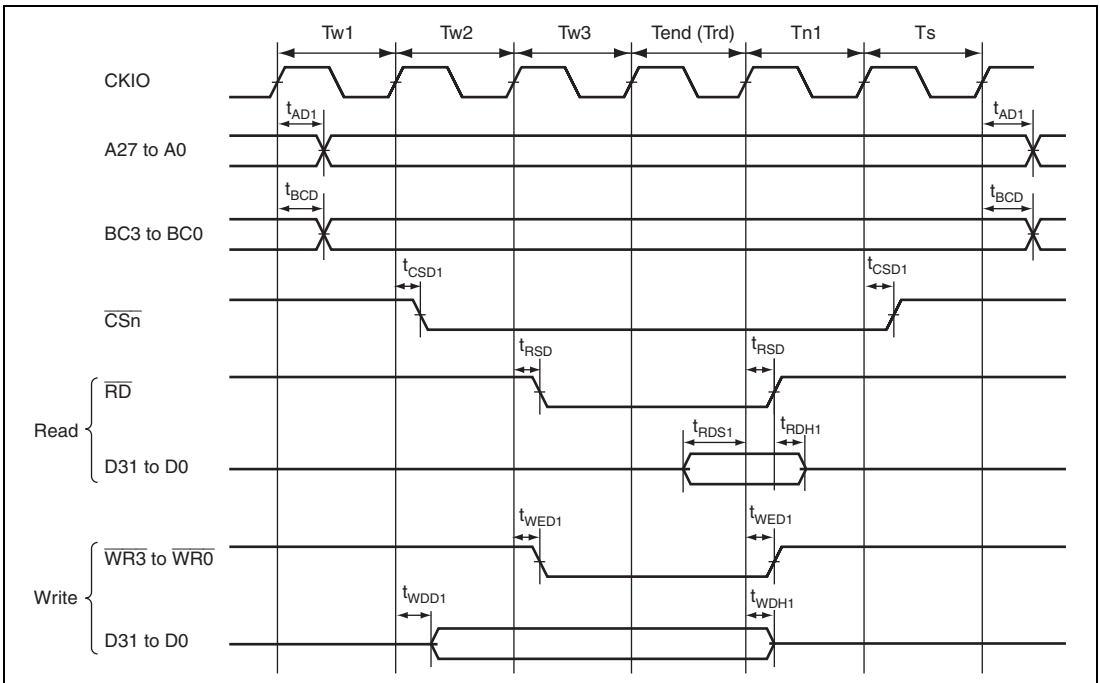 Tw1 Tw2 Tw3 Tend (Trd) Tn1 Ts
CKIO
tAD1 tAD1
A27 to A0
tBCD tBCD
BC3 to BC0
tCSD1 tCSD1
CSn
tRSD tRSD
RD
Read
tRDS1 tRDH1
D31 to D0
tWED1 tWED1
WR3 to WR0
Write
tWDD1 tWDH1
D31 to D0